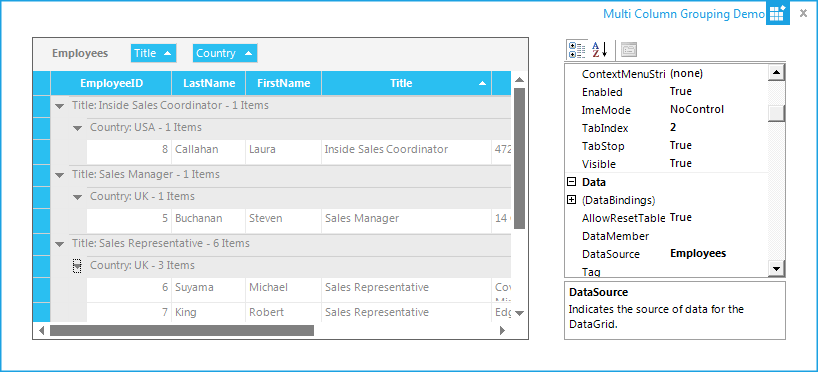 Multi Column Grouping Demo
Employees Title Country
EmployeeID LastName FirstName Title
Title: Inside Sales Coordinator - 1 Items
Country: USA - 1 Items
8 Callahan Laura Inside Sales Coordinator 472
Title: Sales Manager - 1 Items
Country: UK - 1 Items
5 Buchanan Steven Sales Manager 14
Title: Sales Representative - 6 Items
Country: UK - 3 Items
6 Suyama Michael Sales Representative Cov
7 King Robert Sales Representative Edg
A Z
ContextMenuStri (none)
Enabled True
ImeMode NoControl
TabIndex 2
TabStop True
Visible True
Data
(DataBindings)
AllowResetTable True
DataMember
DataSource Employees
Tag
DataSource
Indicates the source of data for the
DataGrid.